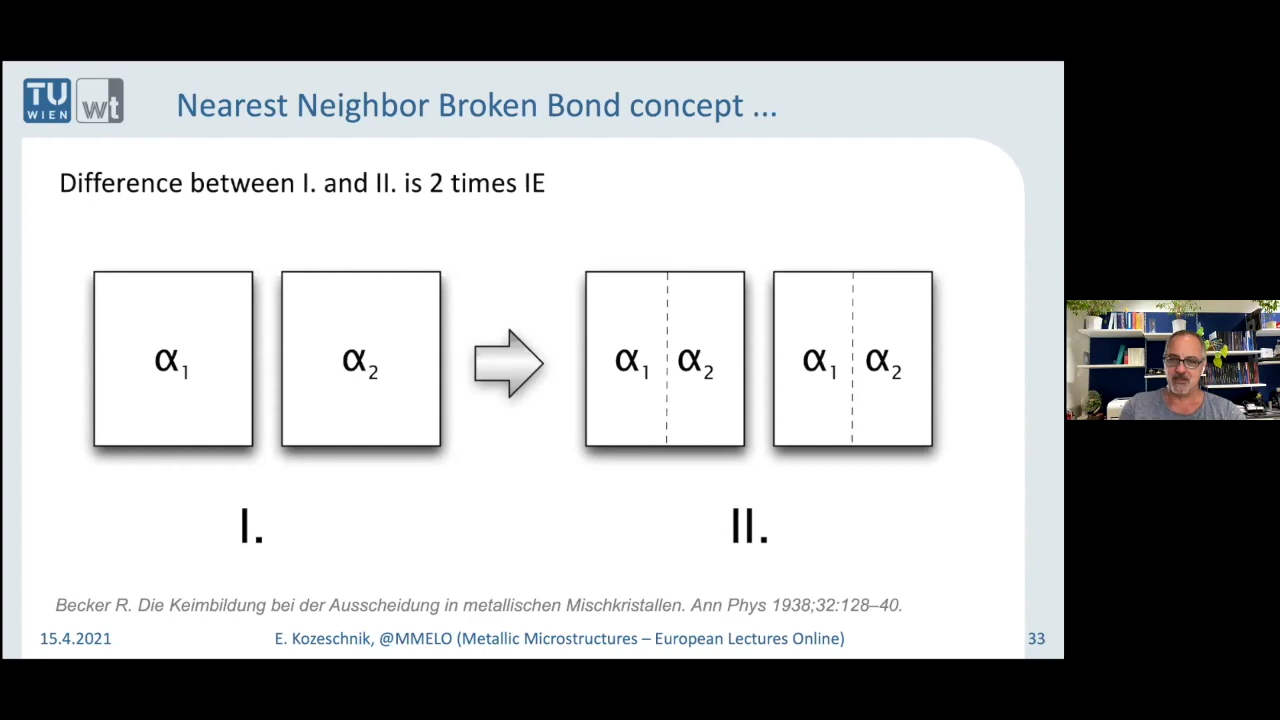 TU
WIEN
wt
Nearest Neighbor Broken Bond concept ...
Difference between I. and II. is 2 times IE
α₁
α₂
α₁
α₂
α₁
α₂
I.
II.
Becker R. Die Keimbildung bei der Ausscheidung in metallischen Mischkristallen. Ann Phys 1938;32:128–40.
15.4.2021
E. Kozeschnik, @MMELO (Metallic Microstructures – European Lectures Online)
33